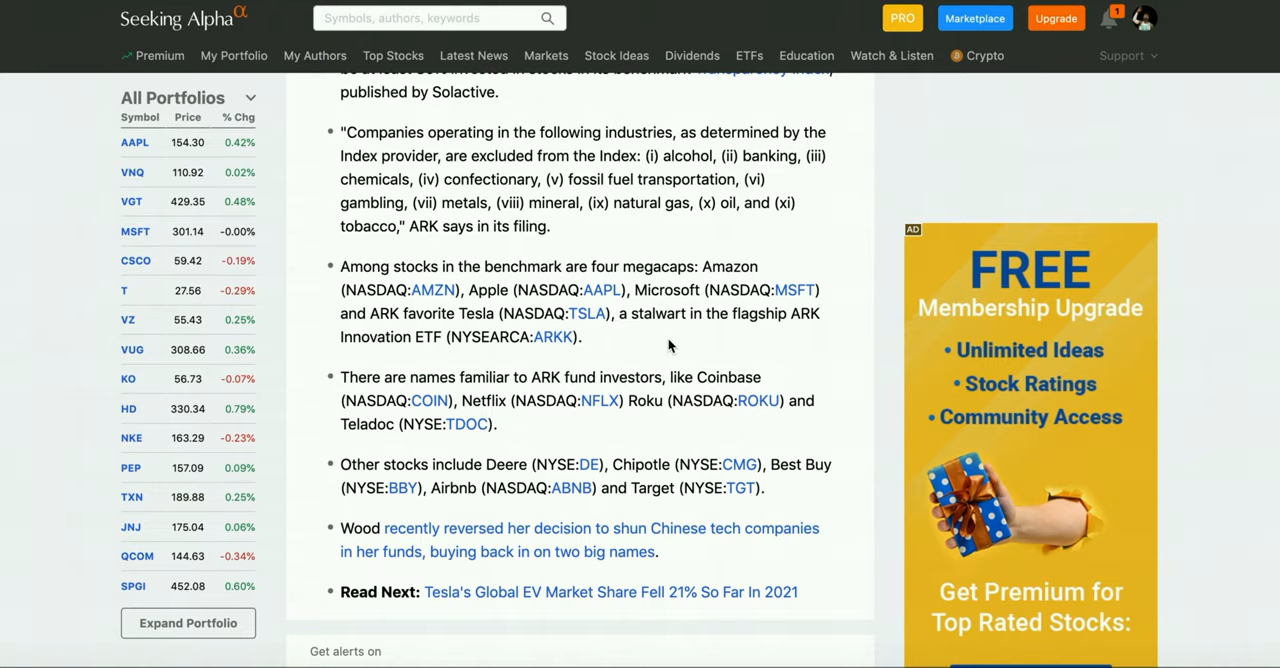 Seeking Alpha α
Symbols, authors, keywords
PRO
Marketplace
Upgrade
1
Premium My Portfolio My Authors Top Stocks Latest News Markets Stock Ideas Dividends ETFs Education Watch & Listen Crypto Support
All Portfolios
Symbol Price % Chg
AAPL 154.30 0.42%
VNQ 110.92 0.02%
VGT 429.35 0.48%
MSFT 301.14 -0.00%
CSCO 59.42 -0.19%
T 27.56 -0.29%
VZ 55.43 0.25%
VUG 308.66 0.36%
KO 56.73 -0.07%
HD 330.34 0.79%
NKE 163.29 -0.23%
PEP 157.09 0.09%
TXN 189.88 0.25%
JNJ 175.04 0.06%
QCOM 144.63 -0.34%
SPGI 452.08 0.60%
Expand Portfolio
published by Solactive.
"Companies operating in the following industries, as determined by the
Index provider, are excluded from the Index: (i) alcohol, (ii) banking, (iii)
chemicals, (iv) confectionary, (v) fossil fuel transportation, (vi)
gambling, (vii) metals, (viii) mineral, (ix) natural gas, (x) oil, and (xi)
tobacco," ARK says in its filing.
Among stocks in the benchmark are four megacaps: Amazon
(NASDAQ:AMZN), Apple (NASDAQ:AAPL), Microsoft (NASDAQ:MSFT)
and ARK favorite Tesla (NASDAQ:TSLA), a stalwart in the flagship ARK
Innovation ETF (NYSEARCA:ARKK).
There are names familiar to ARK fund investors, like Coinbase
(NASDAQ:COIN), Netflix (NASDAQ:NFLX) Roku (NASDAQ:ROKU) and
Teladoc (NYSE:TDOC).
Other stocks include Deere (NYSE:DE), Chipotle (NYSE:CMG), Best Buy
(NYSE:BBY), Airbnb (NASDAQ:ABNB) and Target (NYSE:TGT).
Wood recently reversed her decision to shun Chinese tech companies
in her funds, buying back in on two big names.
Read Next: Tesla's Global EV Market Share Fell 21% So Far In 2021
Get alerts on
AD
FREE
Membership Upgrade
• Unlimited Ideas
• Stock Ratings
• Community Access
Get Premium for
Top Rated Stocks: